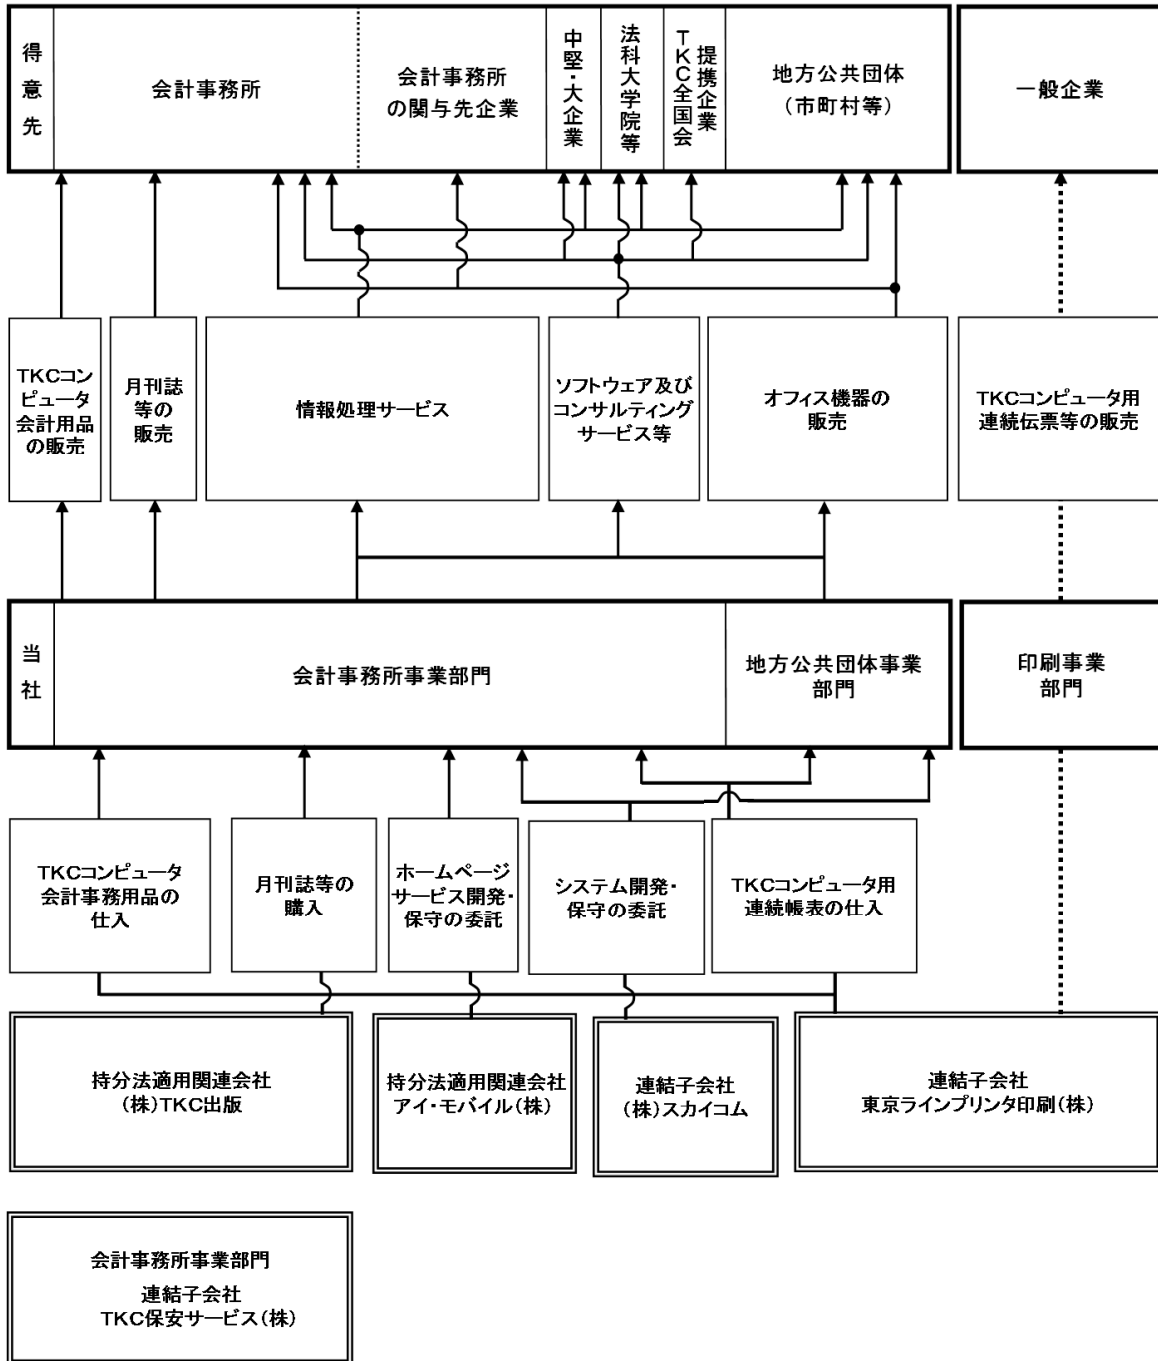 得意先
会計事務所
会計事務所
の関与先企業
中堅・大企業
法科大学院等
提携企業
TKC全国会
地方公共団体
(市町村等)
一般企業
TKCコン
ピュータ
会計用品
の販売
月刊誌
等の
販売
情報処理サービス
ソフトウェア及び
コンサルティング
サービス等
オフィス機器の
販売
TKCコンピュータ用
連続伝票等の販売
当社
会計事務所事業部門
地方公共団体事業
部門
印刷事業
部門
TKCコンピュータ
会計事務用品の
仕入
月刊誌等の
購入
ホームページ
サービス開発・
保守の委託
システム開発・
保守の委託
TKCコンピュータ用
連続帳表の仕入
持分法適用関連会社
(株)TKC出版
持分法適用関連会社
アイ・モバイル(株)
連結子会社
(株)スカイコム
連結子会社
東京ラインプリンタ印刷(株)
会計事務所事業部門
連結子会社
TKC保安サービス(株)